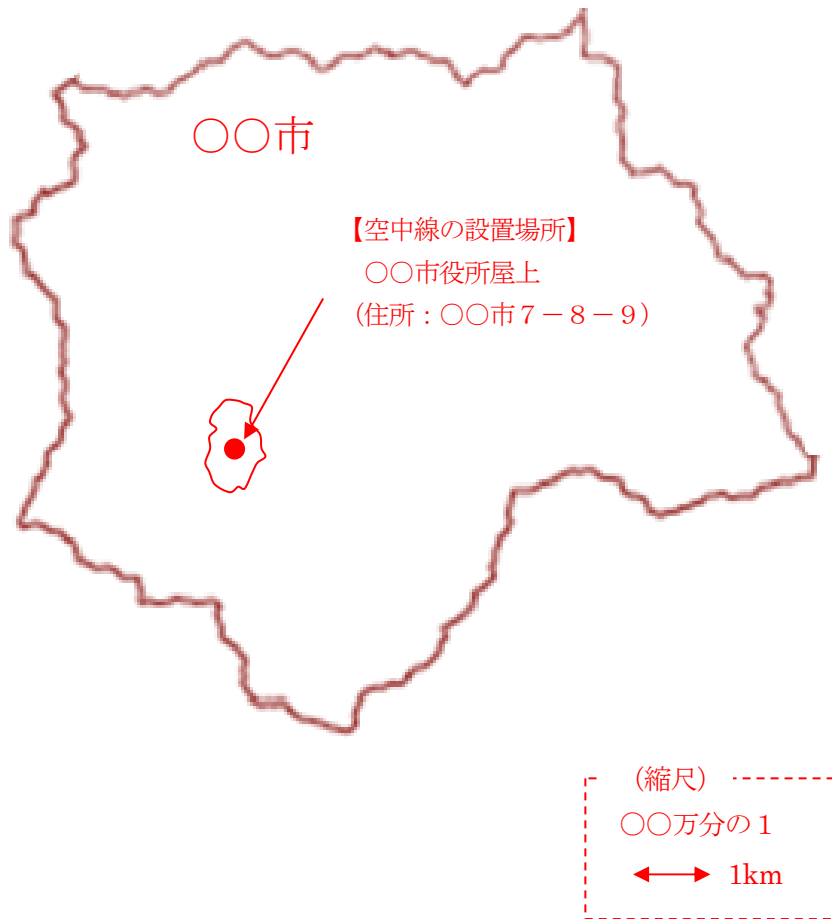 ○○市
【空中線の設置場所】
○○市役所屋上
（住所：○○市７－８－９）
（縮尺）
○○万分の１
1km